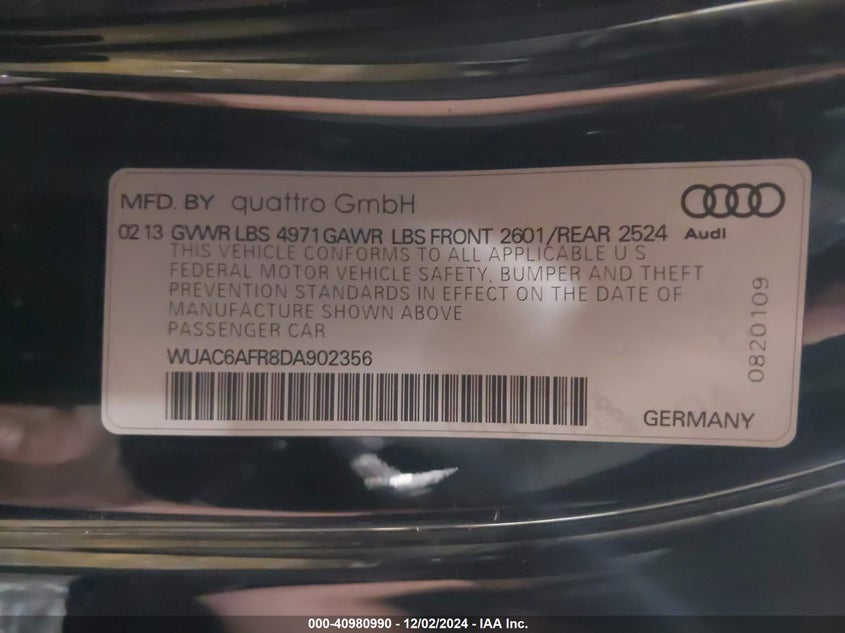 MFD. BY quattro GmbH
02 13 GVWR LBS 4971 GAWR LBS FRONT 2601/REAR 2524
Audi
THIS VEHICLE CONFORMS TO ALL APPLICABLE U S
FEDERAL MOTOR VEHICLE SAFETY, BUMPER AND THEFT
PREVENTION STANDARDS IN EFFECT ON THE DATE OF
MANUFACTURE SHOWN ABOVE
PASSENGER CAR
WUAC6AFR8DA902356
0820109
GERMANY
000-40980990 - 12/02/2024 - IAA Inc.